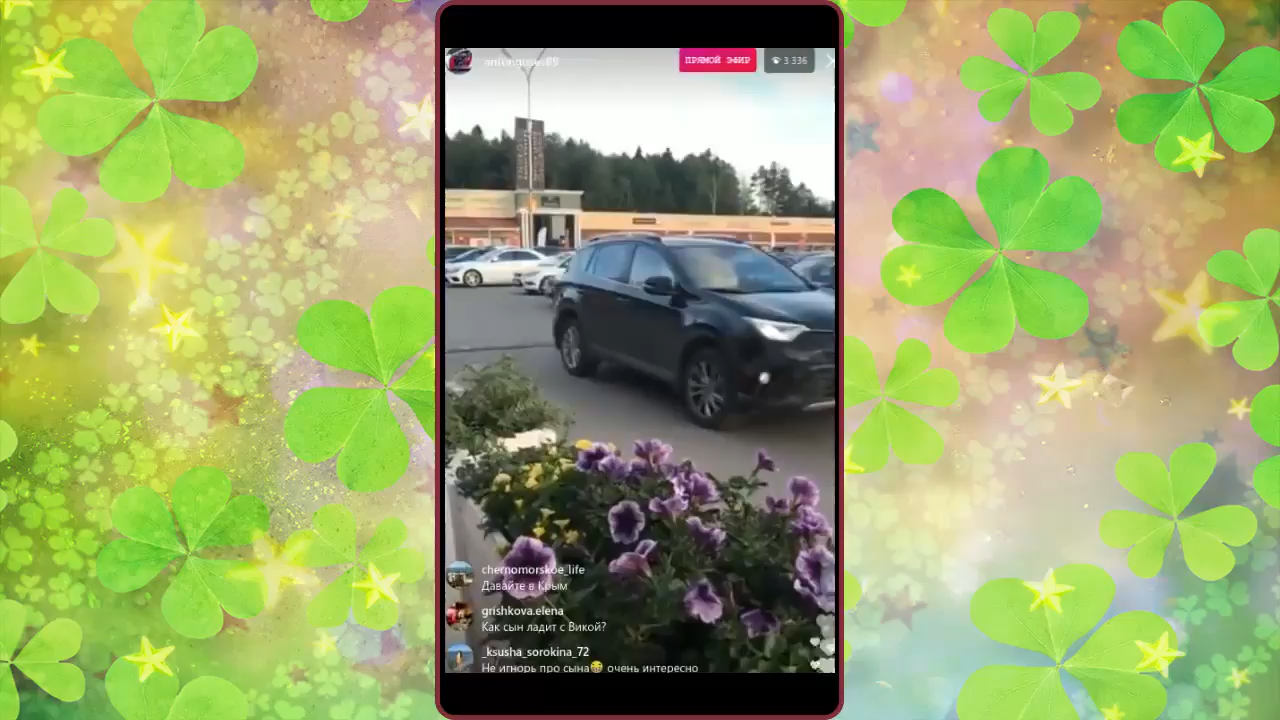 ПРЯМОЙ ЭФИР
3 336
chernomorskoe_life
Давайте в Крым
grishkova.elena
Как сын ладит с Викой?
_ksusha_sorokina_72
Не игнорь про сына😄 очень интересно